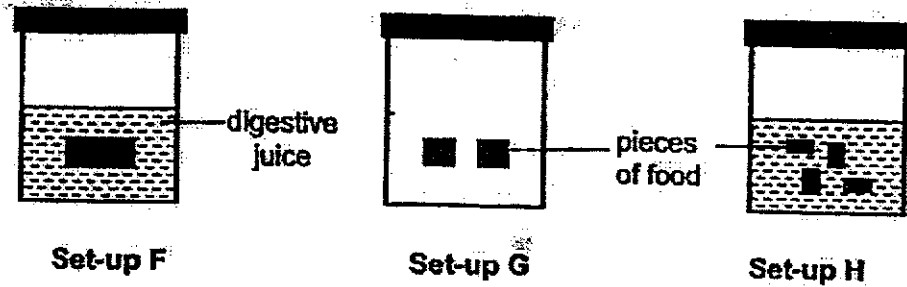 digestive
juice
pieces
of food
Set-up F
Set-up G
Set-up H